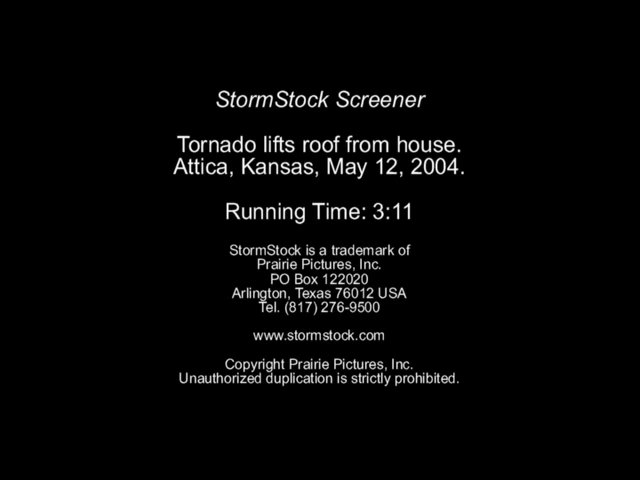 StormStock Screener
Tornado lifts roof from house.
Attica, Kansas, May 12, 2004.
Running Time: 3:11
StormStock is a trademark of
Prairie Pictures, Inc.
PO Box 122020
Arlington, Texas 76012 USA
Tel. (817) 276-9500
www.stormstock.com
Copyright Prairie Pictures, Inc.
Unauthorized duplication is strictly prohibited.